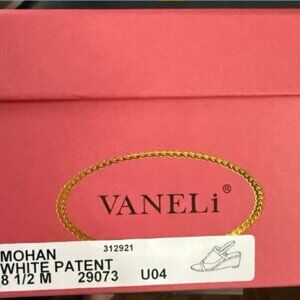 VANELi®
312921
MOHAN
WHITE PATENT
8 1/2 M 29073 U04